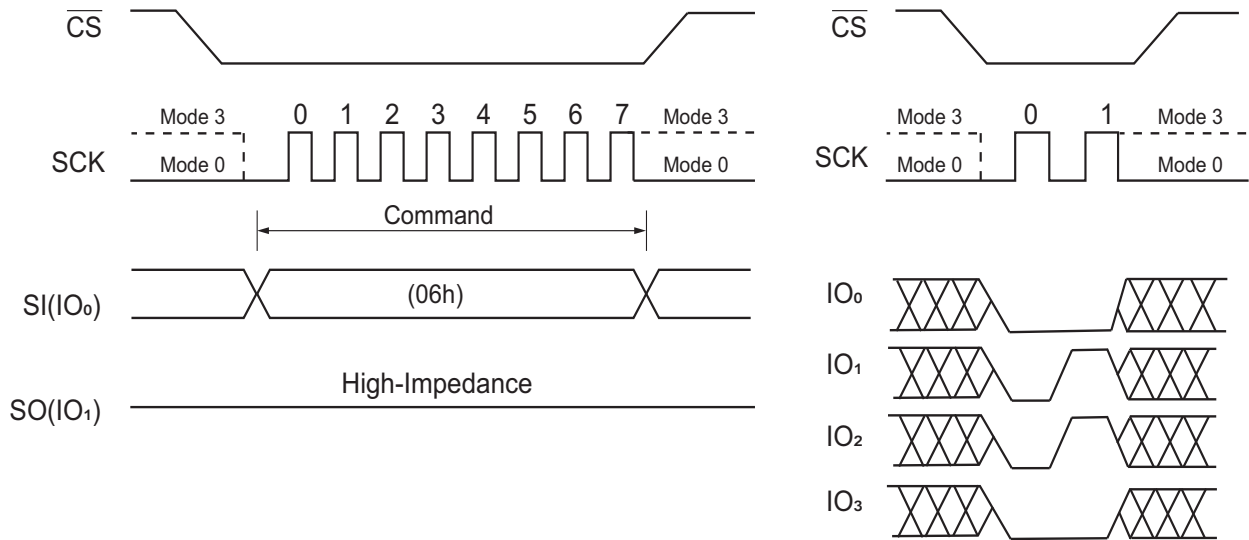 CS
Mode 3 0 1 2 3 4 5 6 7 Mode 3
SCK Mode 0 Mode 0
Command
SI(IO₀) (06h)
High-Impedance
SO(IO₁)
CS
Mode 3 0 1 Mode 3
SCK Mode 0 Mode 0
IO₀
IO₁
IO₂
IO₃